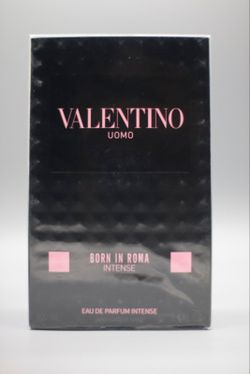 VALENTINO
UOMO
BORN IN ROMA
INTENSE
EAU DE PARFUM INTENSE